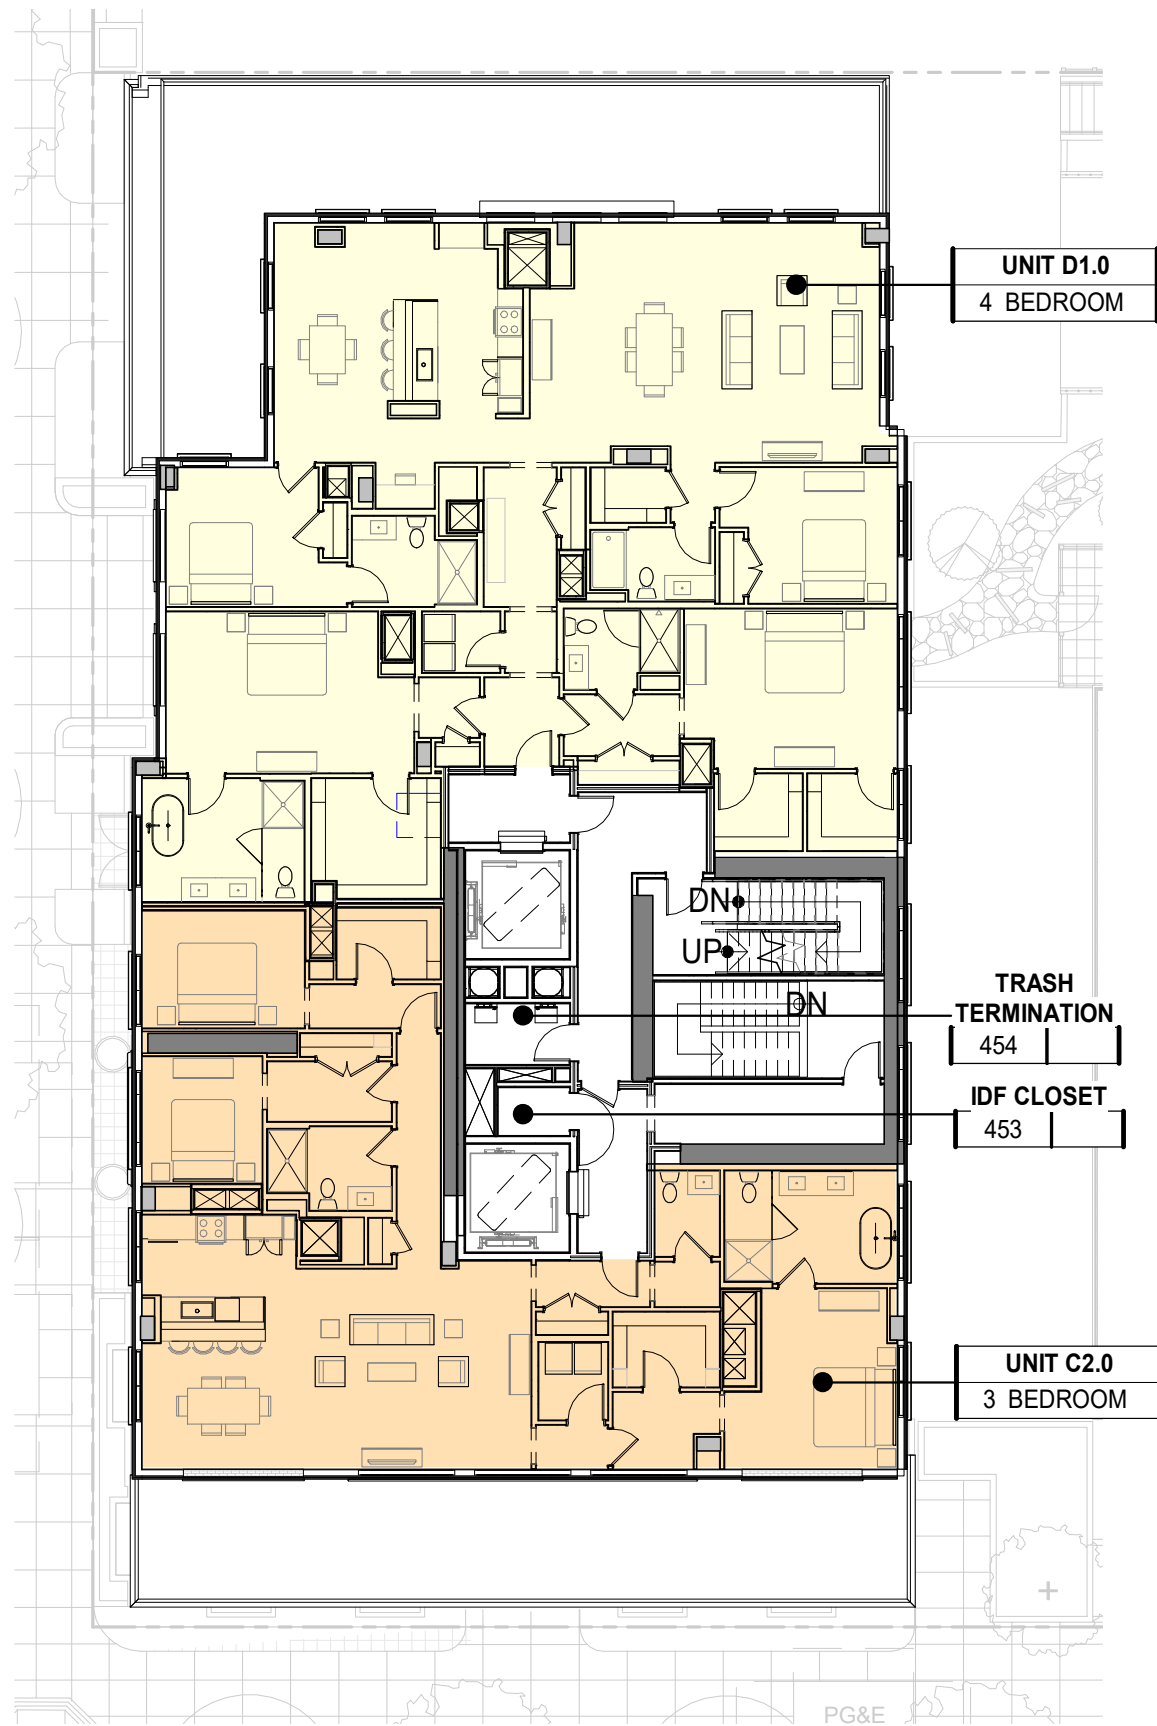 UNIT D1.0
4 BEDROOM
DN
UP
DN
TRASH
TERMINATION
454
IDF CLOSET
453
UNIT C2.0
3 BEDROOM
PG&E